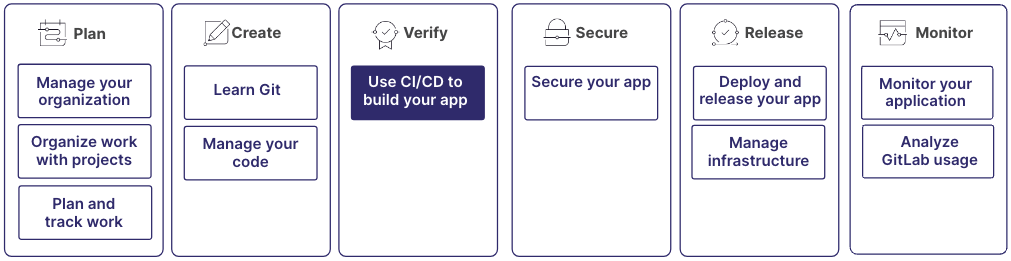 Plan
Manage your
organization
Organize work
with projects
Plan and
track work
Create
Learn Git
Manage your
code
Verify
Use CI/CD to
build your app
Secure
Secure your app
Release
Deploy and
release your app
Manage
infrastructure
Monitor
Monitor your
application
Analyze
GitLab usage